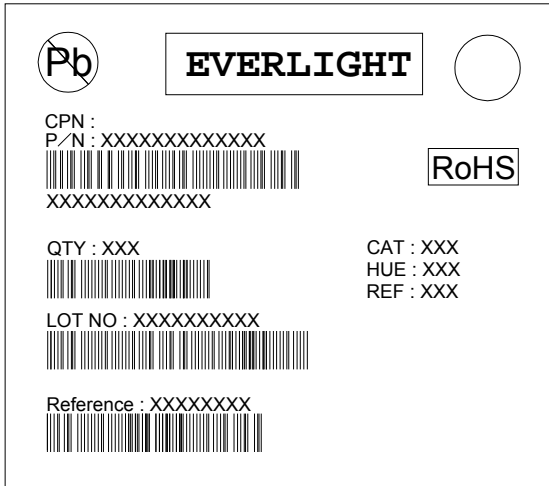 Pb
EVERLIGHT
CPN :
P/N : XXXXXXXXXXXXX
RoHS
XXXXXXXXXXXXX
QTY : XXX
CAT : XXX
HUE : XXX
REF : XXX
LOT NO : XXXXXXXXXX
Reference : XXXXXXXX